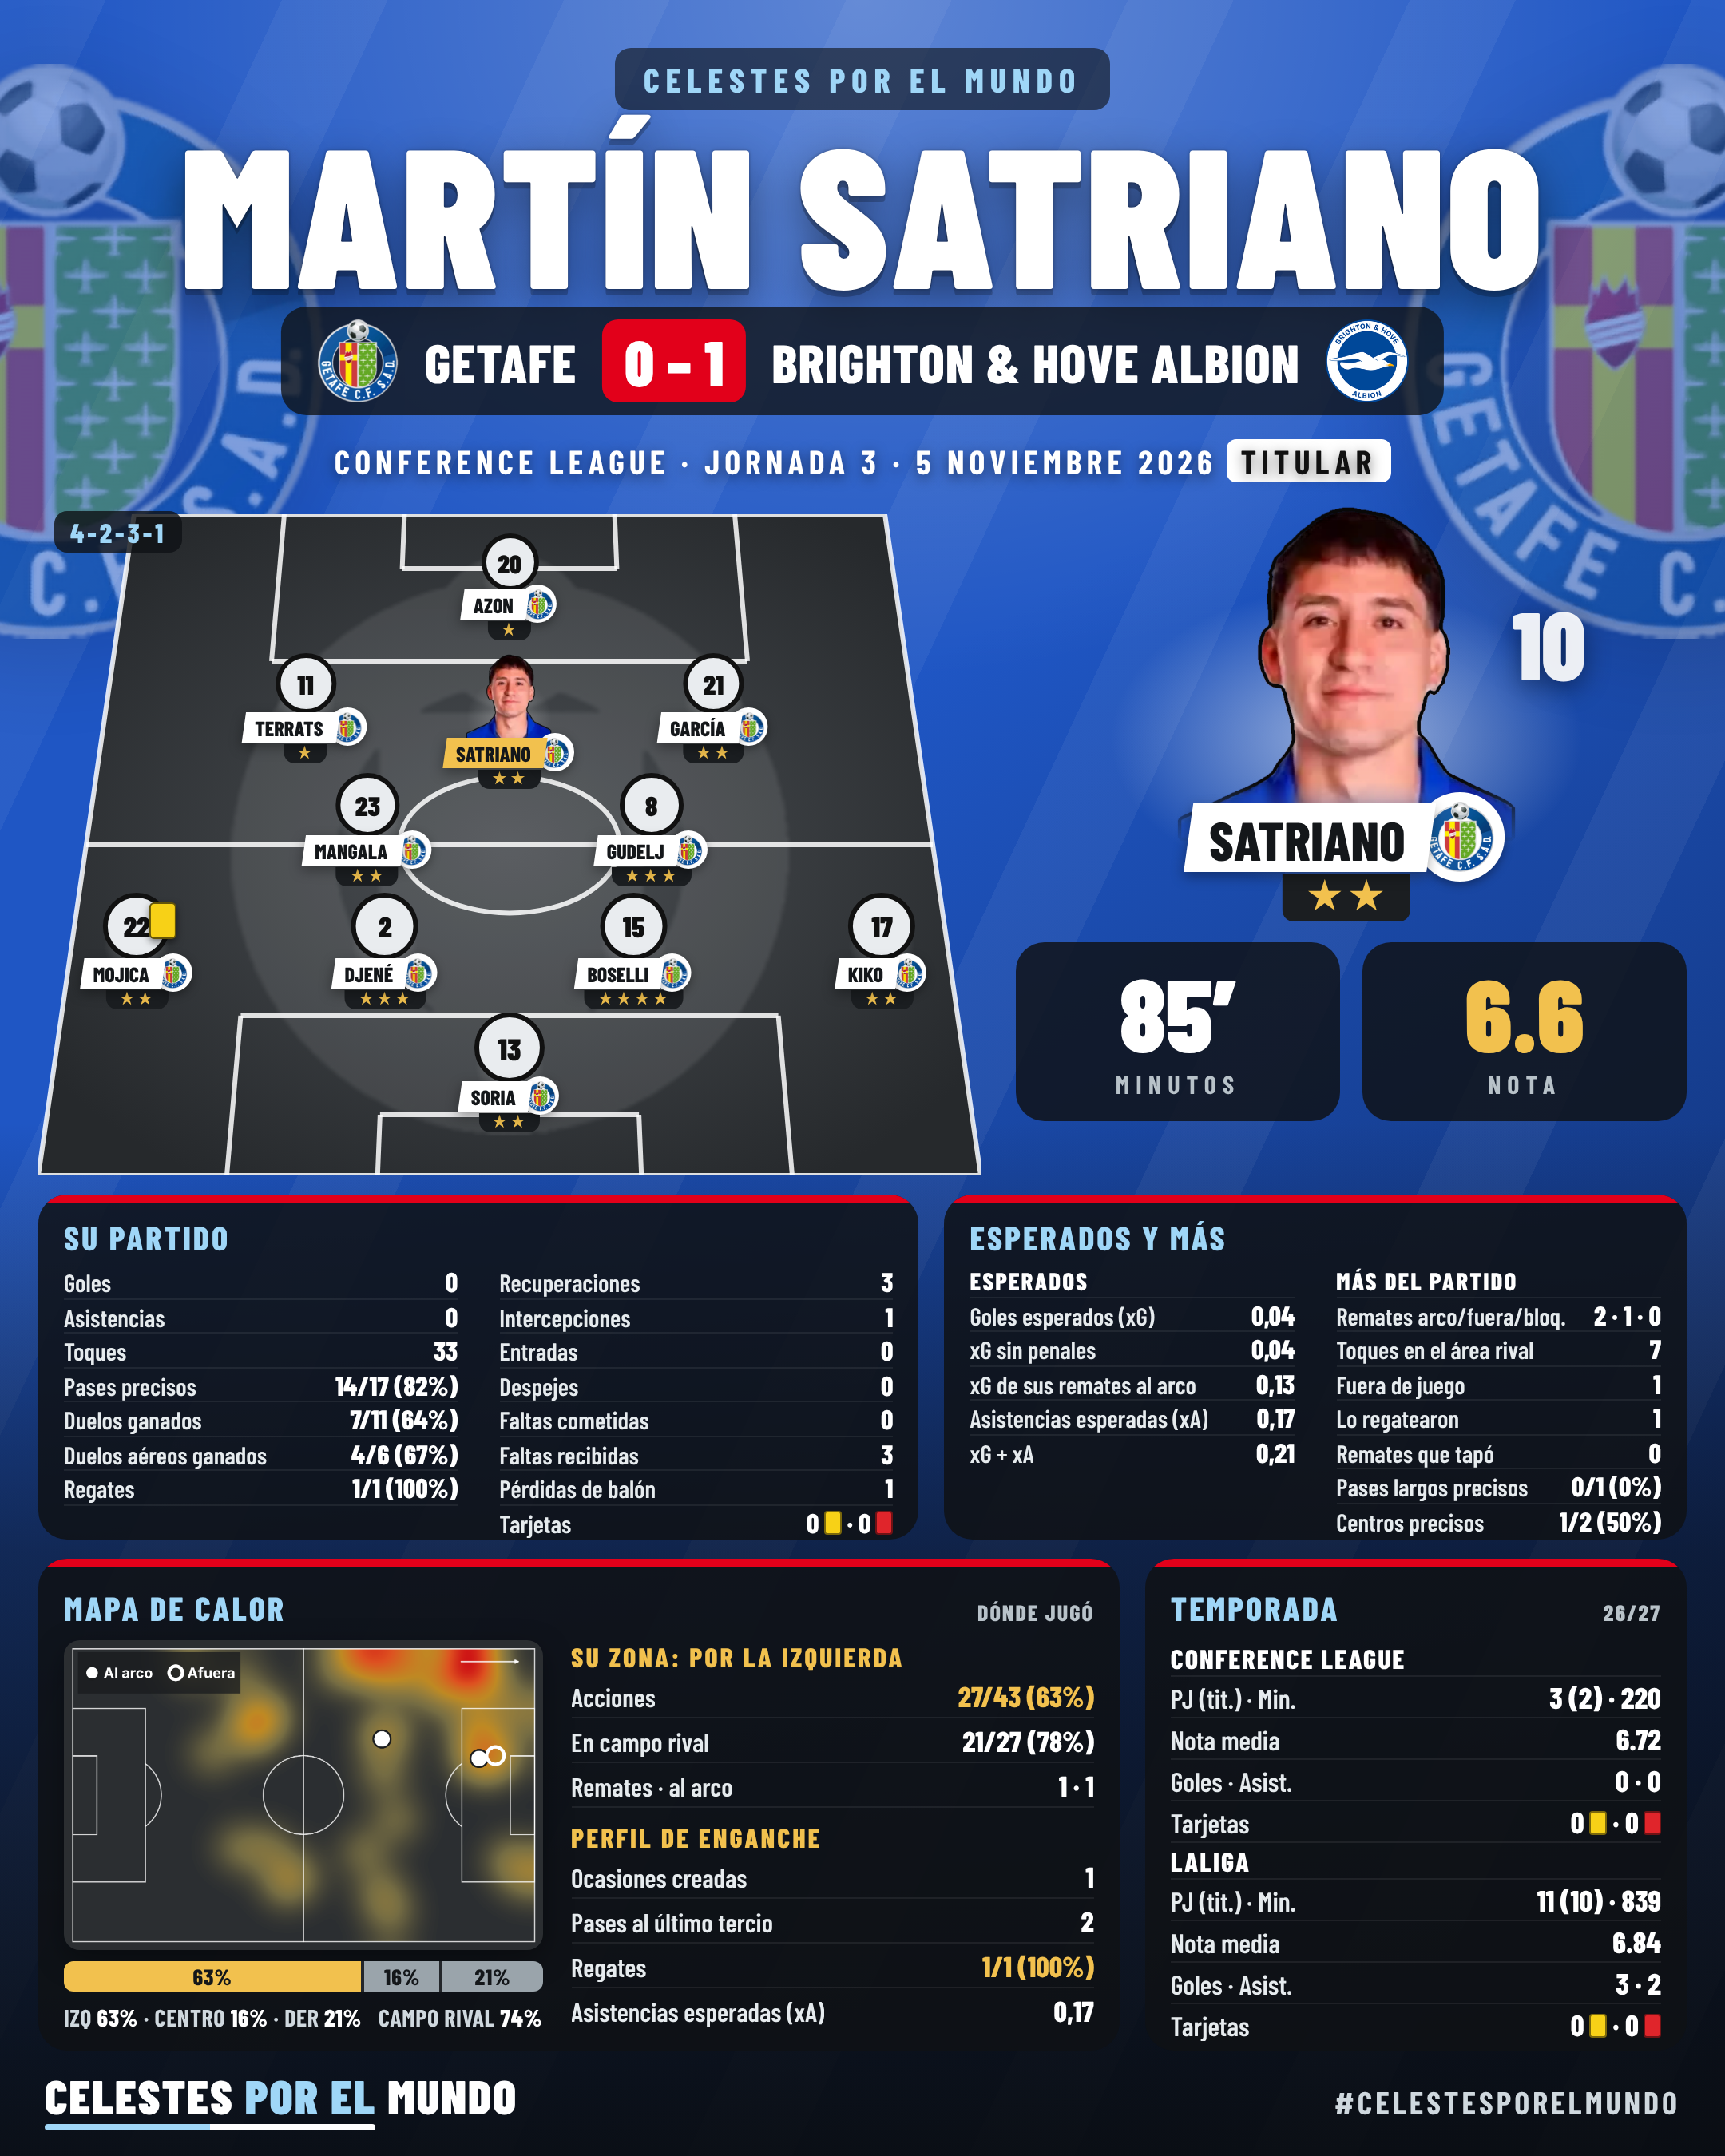 CELESTES POR EL MUNDO
MARTÍN SATRIANO
GETAFE 0 - 1 BRIGHTON & HOVE ALBION
CONFERENCE LEAGUE · JORNADA 3 · 5 NOVIEMBRE 2026 TITULAR
4-2-3-1
20
AZON
11
TERRATS
SATRIANO
21
GARCÍA
23
MANGALA
8
GUDELJ
22
MOJICA
2
DJENÉ
15
BOSELLI
17
KIKO
13
SORIA
10
SATRIANO
85’
MINUTOS
6.6
NOTA
SU PARTIDO
Goles 0
Asistencias 0
Toques 33
Pases precisos 14/17 (82%)
Duelos ganados 7/11 (64%)
Duelos aéreos ganados 4/6 (67%)
Regates 1/1 (100%)
Recuperaciones 3
Intercepciones 1
Entradas 0
Despejes 0
Faltas cometidas 0
Faltas recibidas 3
Pérdidas de balón 1
Tarjetas 0 · 0
ESPERADOS Y MÁS
ESPERADOS
Goles esperados (xG) 0,04
xG sin penales 0,04
xG de sus remates al arco 0,13
Asistencias esperadas (xA) 0,17
xG + xA 0,21
MÁS DEL PARTIDO
Remates arco/fuera/bloq. 2 · 1 · 0
Toques en el área rival 7
Fuera de juego 1
Lo regatearon 1
Remates que tapó 0
Pases largos precisos 0/1 (0%)
Centros precisos 1/2 (50%)
MAPA DE CALOR DÓNDE JUGÓ
Al arco Afuera
63% 16% 21%
IZQ 63% · CENTRO 16% · DER 21% CAMPO RIVAL 74%
SU ZONA: POR LA IZQUIERDA
Acciones 27/43 (63%)
En campo rival 21/27 (78%)
Remates · al arco 1 · 1
PERFIL DE ENGANCHE
Ocasiones creadas 1
Pases al último tercio 2
Regates 1/1 (100%)
Asistencias esperadas (xA) 0,17
TEMPORADA 26/27
CONFERENCE LEAGUE
PJ (tit.) · Min. 3 (2) · 220
Nota media 6.72
Goles · Asist. 0 · 0
Tarjetas 0 · 0
LALIGA
PJ (tit.) · Min. 11 (10) · 839
Nota media 6.84
Goles · Asist. 3 · 2
Tarjetas 0 · 0
CELESTES POR EL MUNDO
#CELESTESPORELMUNDO